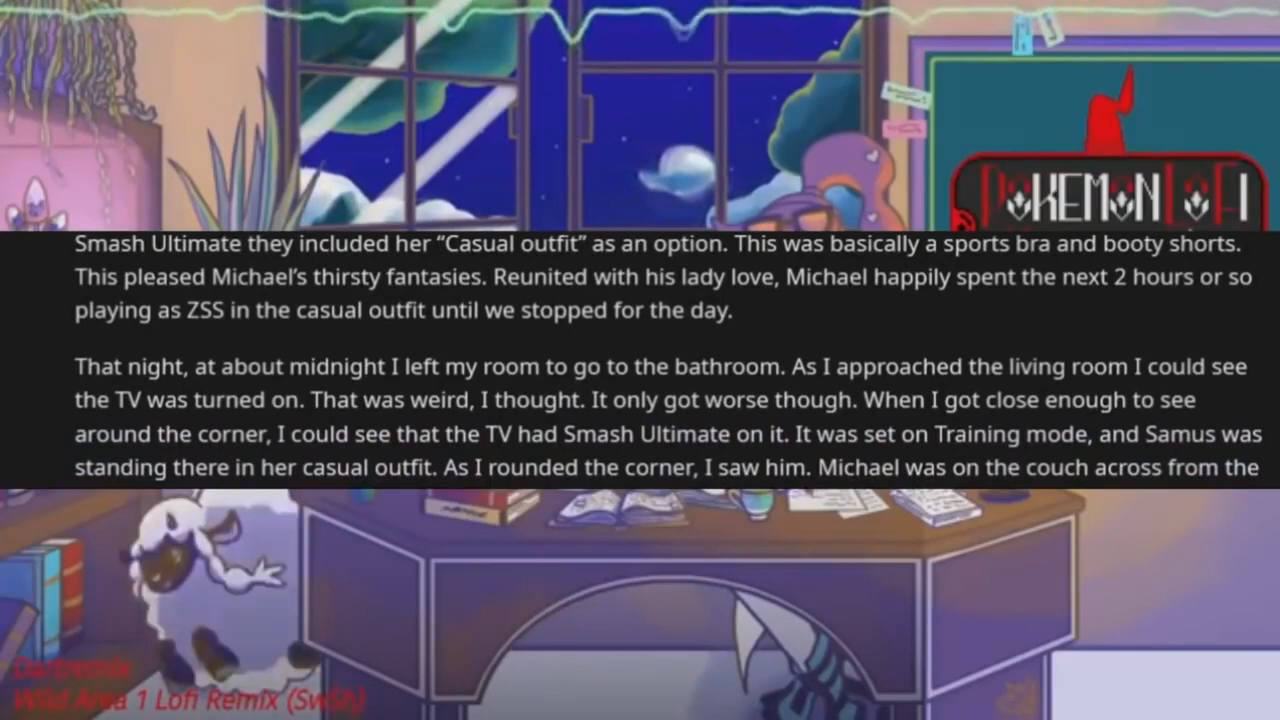 POKEMON LOFI
Smash Ultimate they included her “Casual outfit” as an option. This was basically a sports bra and booty shorts.
This pleased Michael’s thirsty fantasies. Reunited with his lady love, Michael happily spent the next 2 hours or so
playing as ZSS in the casual outfit until we stopped for the day.
That night, at about midnight I left my room to go to the bathroom. As I approached the living room I could see
the TV was turned on. That was weird, I thought. It only got worse though. When I got close enough to see
around the corner, I could see that the TV had Smash Ultimate on it. It was set on Training mode, and Samus was
standing there in her casual outfit. As I rounded the corner, I saw him. Michael was on the couch across from the
Wild Area 1 Lofi Remix (SwSh)